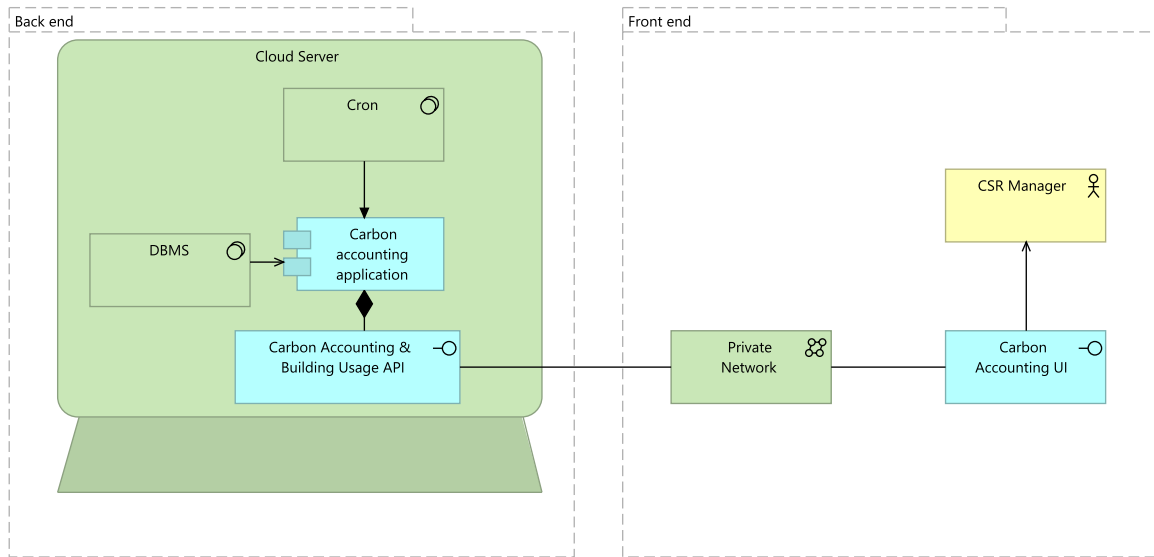 Back end
Front end
Cloud Server
Cron
CSR Manager
DBMS
Carbon
accounting
application
Carbon Accounting &
Building Usage API
Private
Network
Carbon
Accounting UI